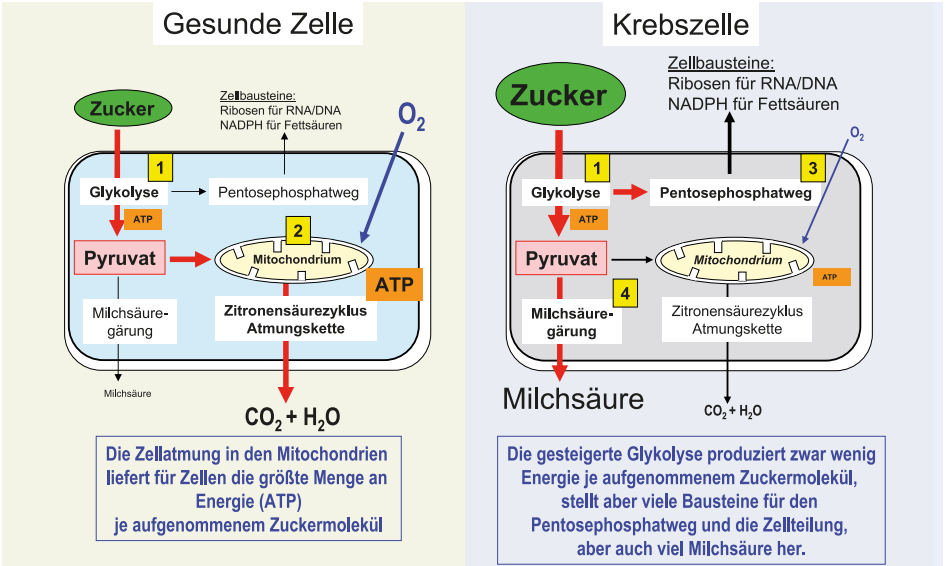 Gesunde Zelle
Zucker
Zellbausteine:
Ribosen für RNA/DNA
NADPH für Fettsäuren
O2
1
Glykolyse
Pentosephosphatweg
ATP
2
Pyruvat
Mitochondrium
ATP
Milchsäure-
gärung
Zitronensäurezyklus
Atmungskette
Milchsäure
CO2 + H2O
Die Zellatmung in den Mitochondrien
liefert für Zellen die größte Menge an
Energie (ATP)
je aufgenommenem Zuckermolekül
Krebszelle
Zucker
Zellbausteine:
Ribosen für RNA/DNA
NADPH für Fettsäuren
O2
1
3
Glykolyse
Pentosephosphatweg
ATP
Pyruvat
Mitochondrium
ATP
4
Milchsäure-
gärung
Zitronensäurezyklus
Atmungskette
Milchsäure
CO2 + H2O
Die gesteigerte Glykolyse produziert zwar wenig
Energie je aufgenommenem Zuckermolekül,
stellt aber viele Bausteine für den
Pentosephosphatweg und die Zellteilung,
aber auch viel Milchsäure her.